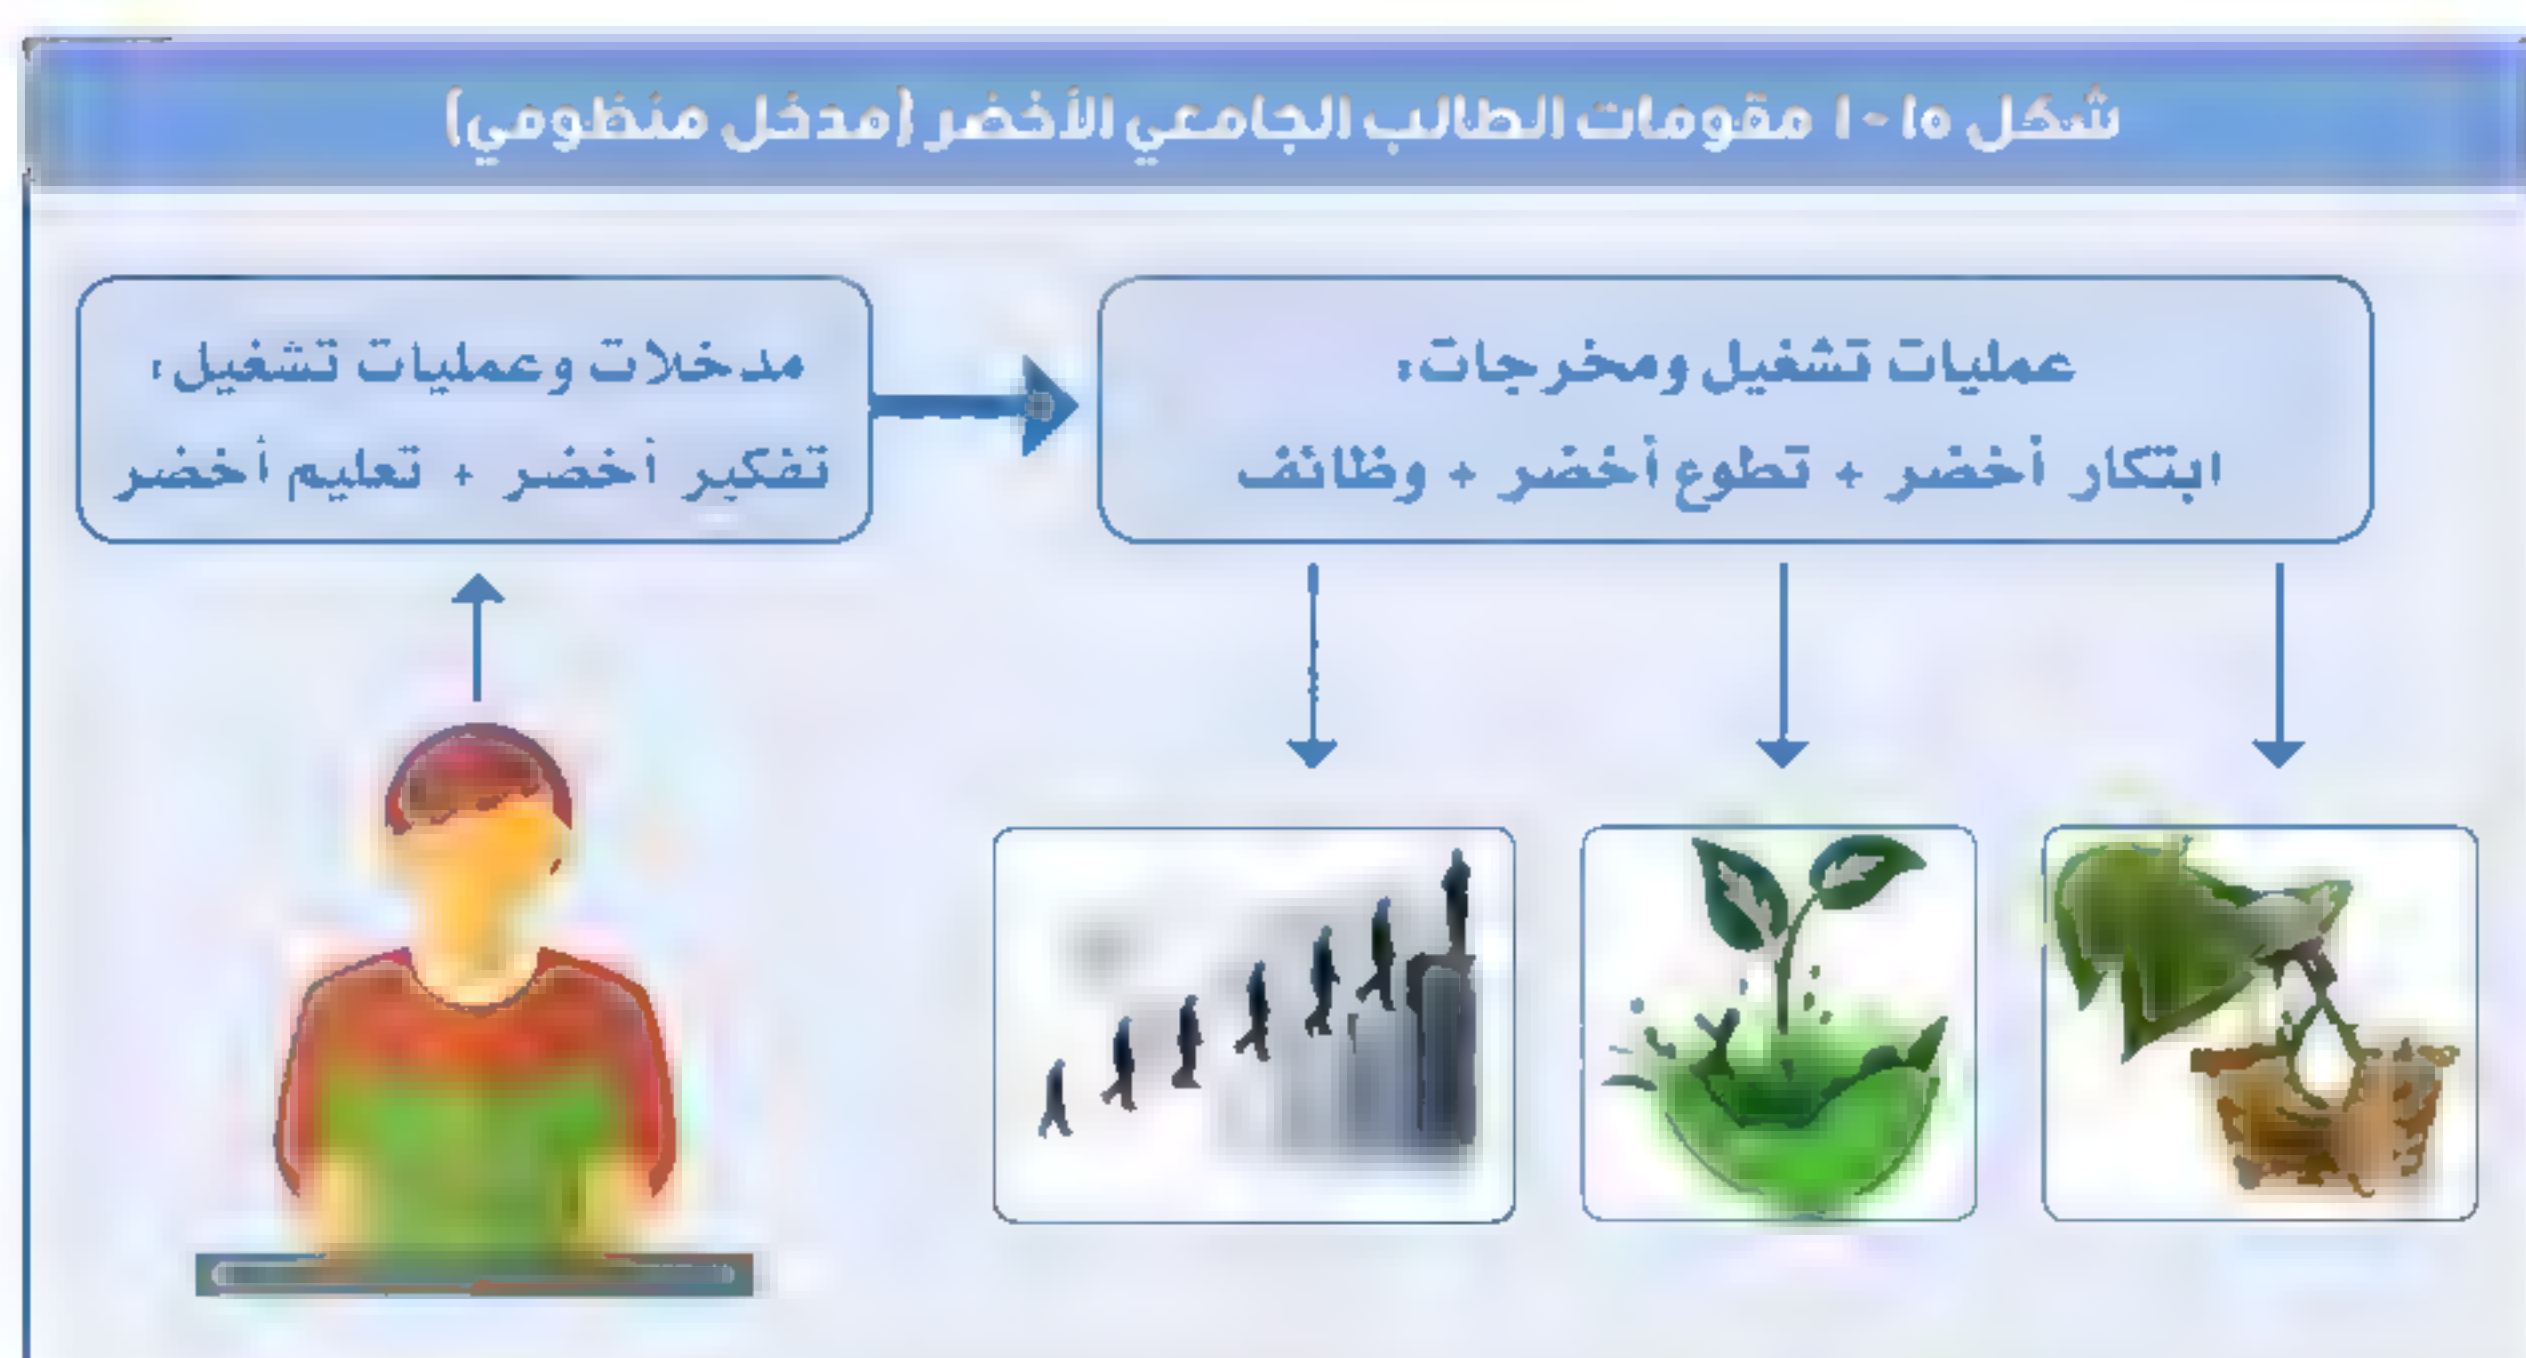 شكل ١٥-١ مقومات الطالب الجامعي الأخضر (مدخل منظومي)
عمليات تشغيل ومخرجات:
ابتكار أخضر + تطوع أخضر + وظائف
مدخلات وعمليات تشغيل:
تفكير أخضر + تعليم أخضر